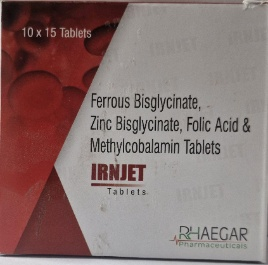 10 x 15 Tablets
Ferrous Bisglycinate,
Zinc Bisglycinate, Folic Acid &
Methylcobalamin Tablets
IRNJET
Tablets
RHAEGAR
Pharmaceuticals